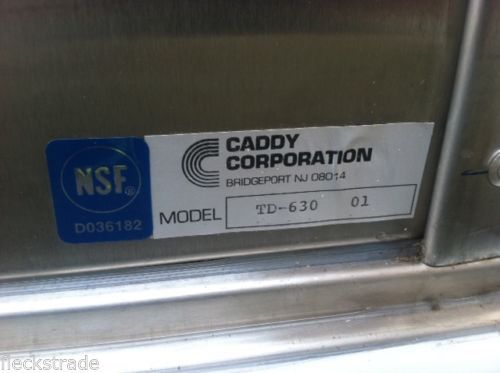 NSF
D036182
CADDY
CORPORATION
BRIDGEPORT NJ 08014
MODEL TD-630 01
fleckstrade